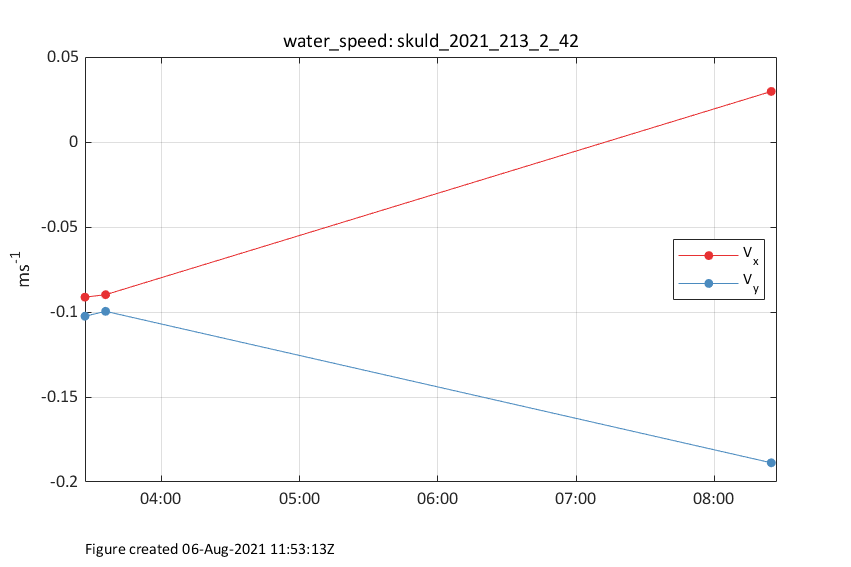 water_speed: skuld_2021_213_2_42
0.05
0
-0.05
-0.1
-0.15
-0.2
ms-1
Vx
Vy
04:00 05:00 06:00 07:00 08:00
Figure created 06-Aug-2021 11:53:13Z